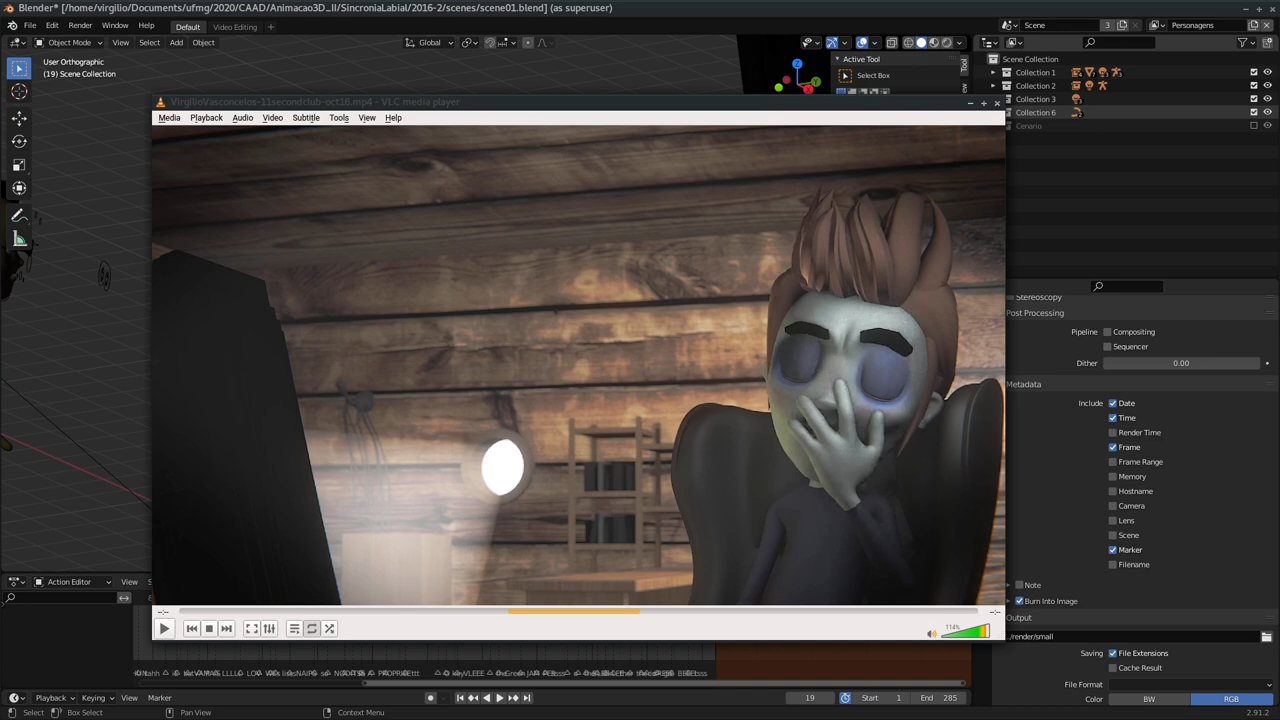 Blender* [/home/virgilio/Documents/ufmg/2020/CAAD/Animacao3D_II/SincroniaLabial/2016-2/scenes/scene01.blend] (as superuser)
File Edit Render Window Help Default Video Editing + Scene 3 Personagens
Object Mode View Select Add Object Global
User Orthographic
(19) Scene Collection
Active Tool
Select Box
Tool
Scene Collection
Collection 1
Collection 2
Collection 3
Collection 6
Cenario
VirgilioVasconcelos-11secondclub-oct16.mp4 - VLC media player
Media Playback Audio Video Subtitle Tools View Help
Stereoscopy
Post Processing
Pipeline Compositing
Sequencer
Dither 0.00
Metadata
Include Date
Time
Render Time
Frame
Frame Range
Memory
Hostname
Camera
Lens
Scene
Marker
Filename
Note
Burn Into Image
Output
./render/small
Saving File Extensions
Cache Result
File Format
Color BW RGB
114%
Action Editor View
Playback Keying View Marker 19 Start 1 End 285
Select Box Select Pan View Context Menu 2.91.2